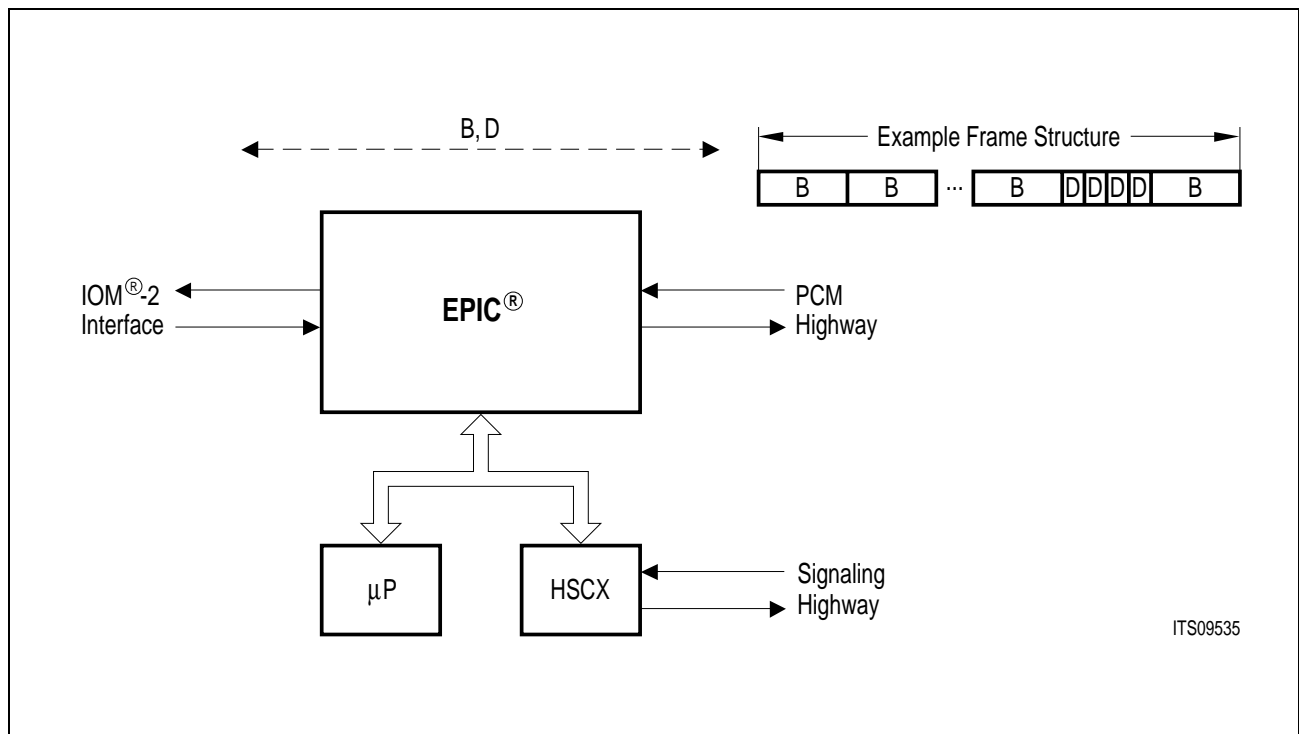 B, D
Example Frame Structure
B B ... B D D D D B
IOM®-2
Interface
EPIC®
PCM
Highway
µP
HSCX
Signaling
Highway
ITS09535